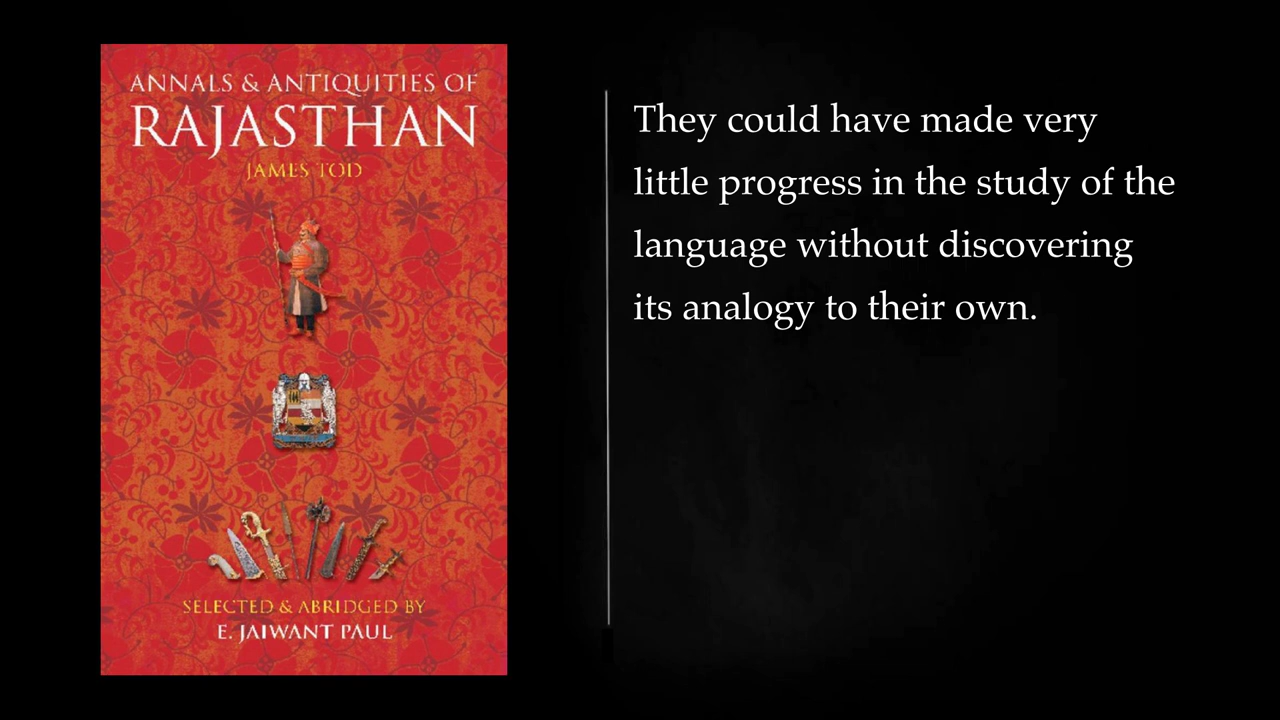 ANNALS & ANTIQUITIES OF
RAJASTHAN
JAMES TOD
SELECTED & ABRIDGED BY
E. JAIWANT PAUL
They could have made very
little progress in the study of the
language without discovering
its analogy to their own.